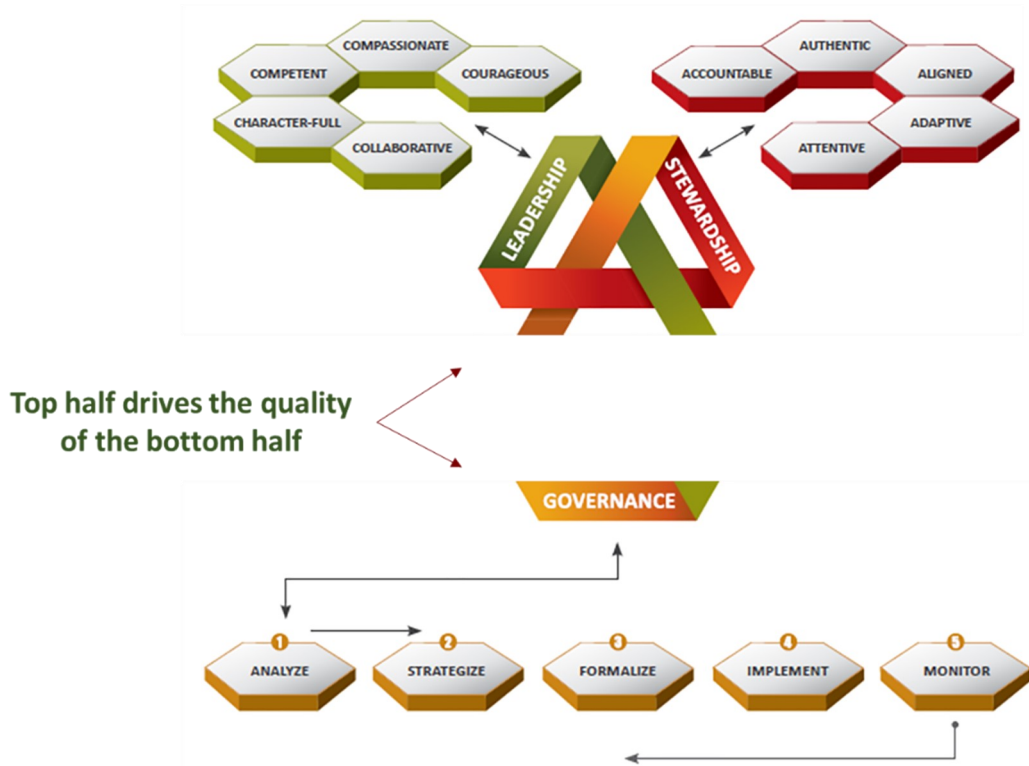 COMPASSIONATE
COMPETENT
COURAGEOUS
CHARACTER-FULL
COLLABORATIVE
AUTHENTIC
ACCOUNTABLE
ALIGNED
ADAPTIVE
ATTENTIVE
LEADERSHIP
STEWARDSHIP
Top half drives the quality
of the bottom half
GOVERNANCE
1
ANALYZE
2
STRATEGIZE
3
FORMALIZE
4
IMPLEMENT
5
MONITOR